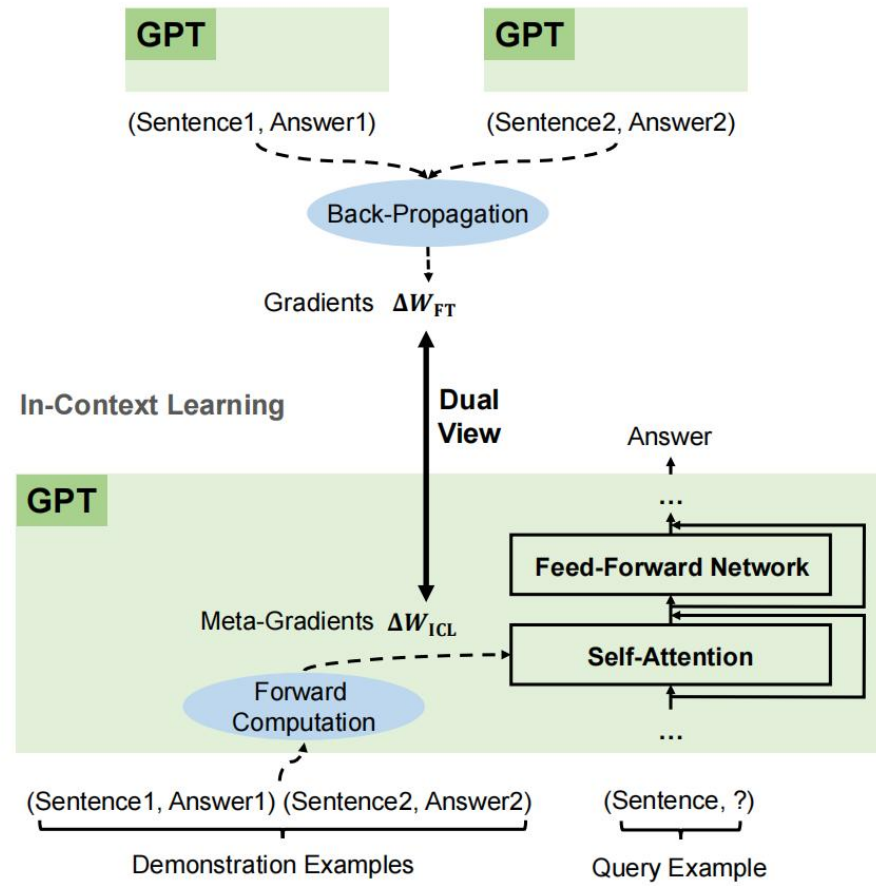 GPT
GPT
(Sentence1, Answer1)
(Sentence2, Answer2)
Back-Propagation
Gradients ΔW_FT
In-Context Learning
Dual
View
Answer
...
GPT
Feed-Forward Network
Meta-Gradients ΔW_ICL
Self-Attention
Forward
Computation
...
(Sentence1, Answer1) (Sentence2, Answer2)
(Sentence, ?)
Demonstration Examples
Query Example